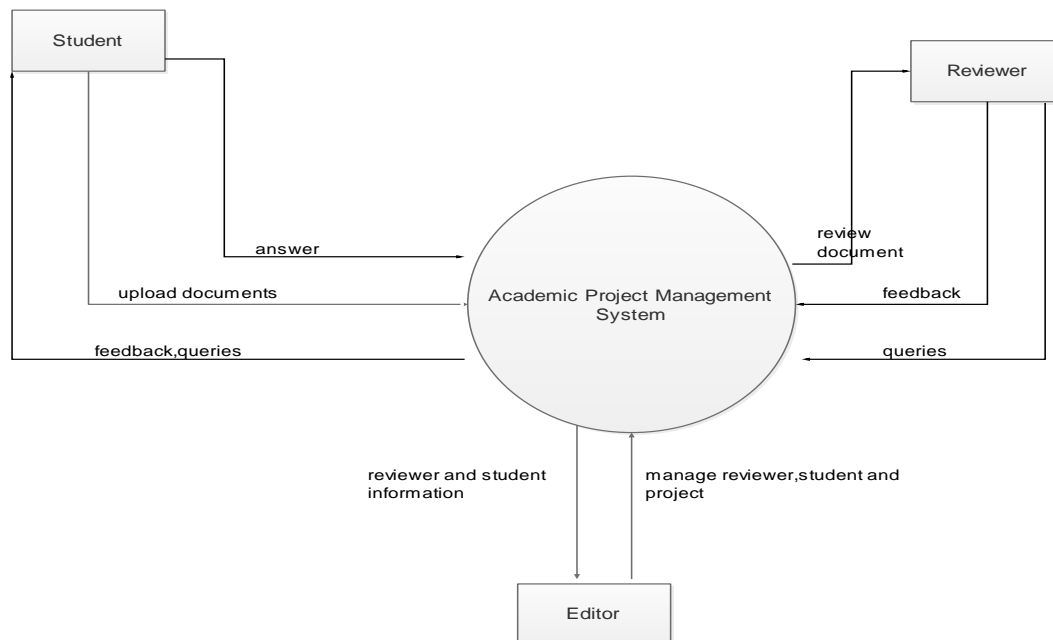 Student
Reviewer
answer
review
document
upload documents
Academic Project Management
System
feedback
feedback,queries
queries
reviewer and student
information
manage reviewer,student and
project
Editor